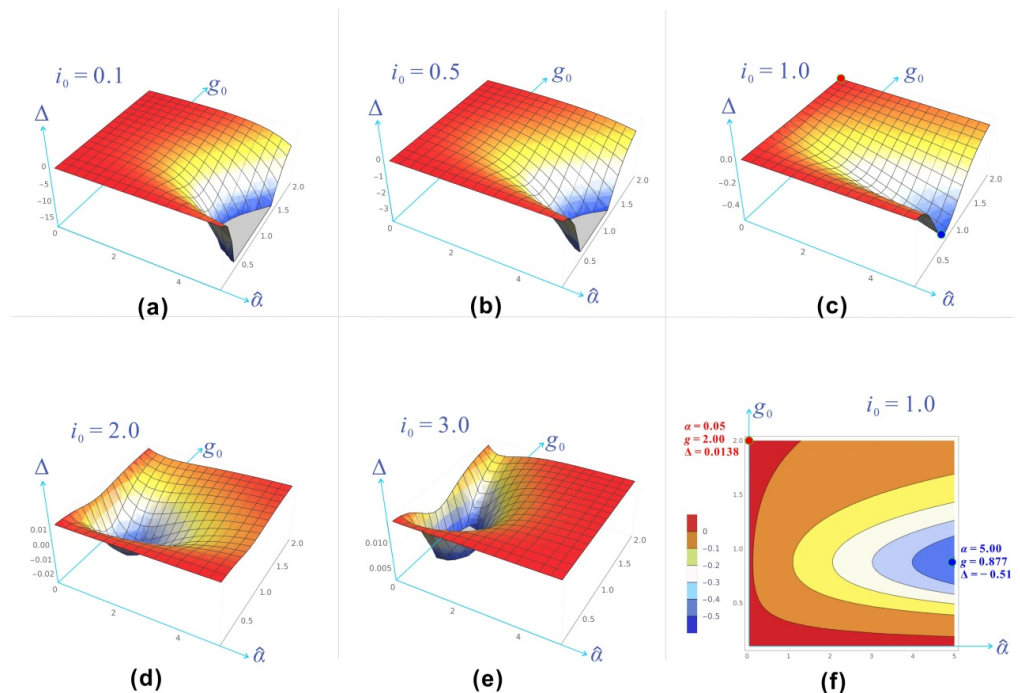 i₀ = 0.1
g₀
Δ
0
−5
−10
−15
0
2
4
0.5
1.0
1.5
2.0
α̂
(a)
i₀ = 0.5
g₀
Δ
0
−1
−2
−3
0
2
4
0.5
1.0
1.5
2.0
α̂
(b)
i₀ = 1.0
g₀
Δ
0.0
−0.2
−0.4
0
2
4
0.5
1.0
1.5
2.0
α̂
(c)
i₀ = 2.0
g₀
Δ
0.01
0.00
−0.01
−0.02
0
2
4
0.5
1.0
1.5
2.0
α̂
(d)
i₀ = 3.0
g₀
Δ
0.010
0.005
0
2
4
0.5
1.0
1.5
2.0
α̂
(e)
g₀
i₀ = 1.0
α = 0.05
g = 2.00
Δ = 0.0138
2.0
1.5
1.0
0.5
0
−0.1
−0.2
−0.3
−0.4
−0.5
α = 5.00
g = 0.877
Δ = − 0.51
0
1
2
3
4
5
α̂
(f)